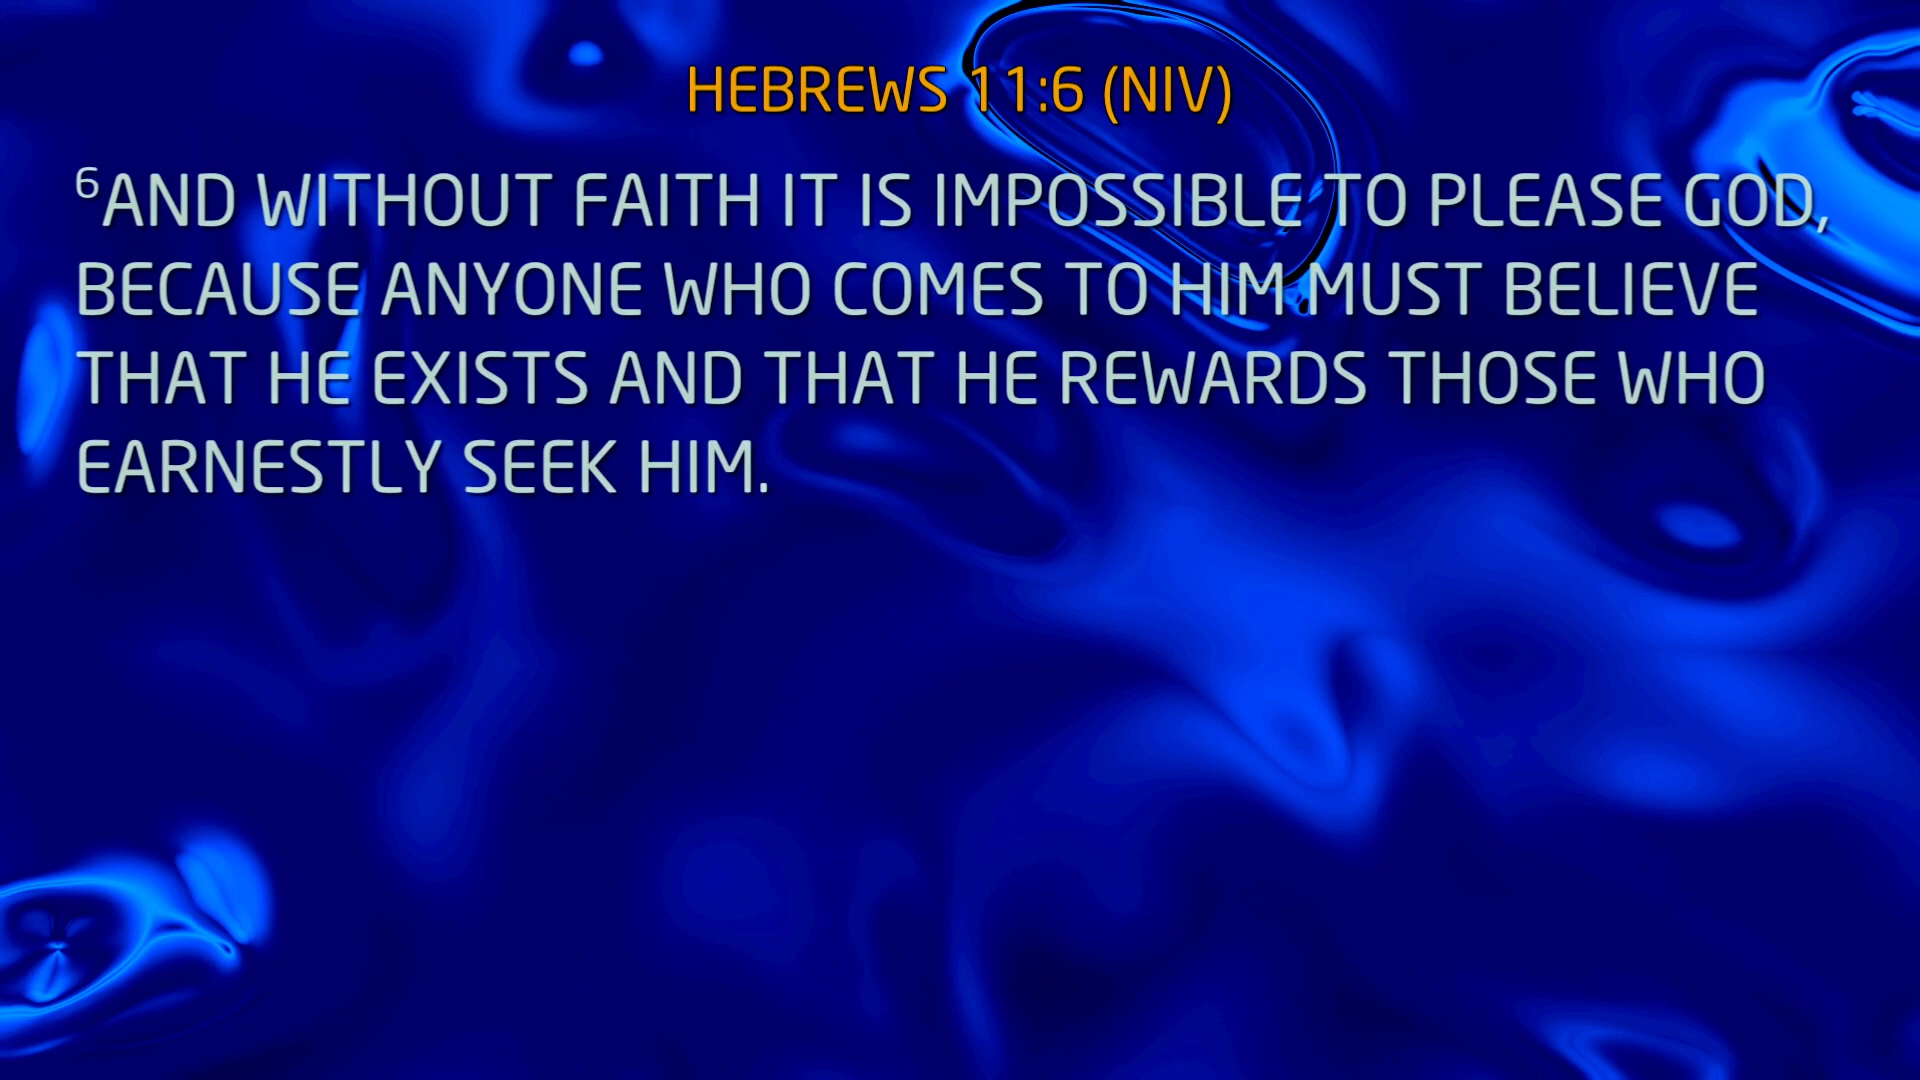 HEBREWS 11:6 (NIV)
⁶AND WITHOUT FAITH IT IS IMPOSSIBLE TO PLEASE GOD,
BECAUSE ANYONE WHO COMES TO HIM MUST BELIEVE
THAT HE EXISTS AND THAT HE REWARDS THOSE WHO
EARNESTLY SEEK HIM.